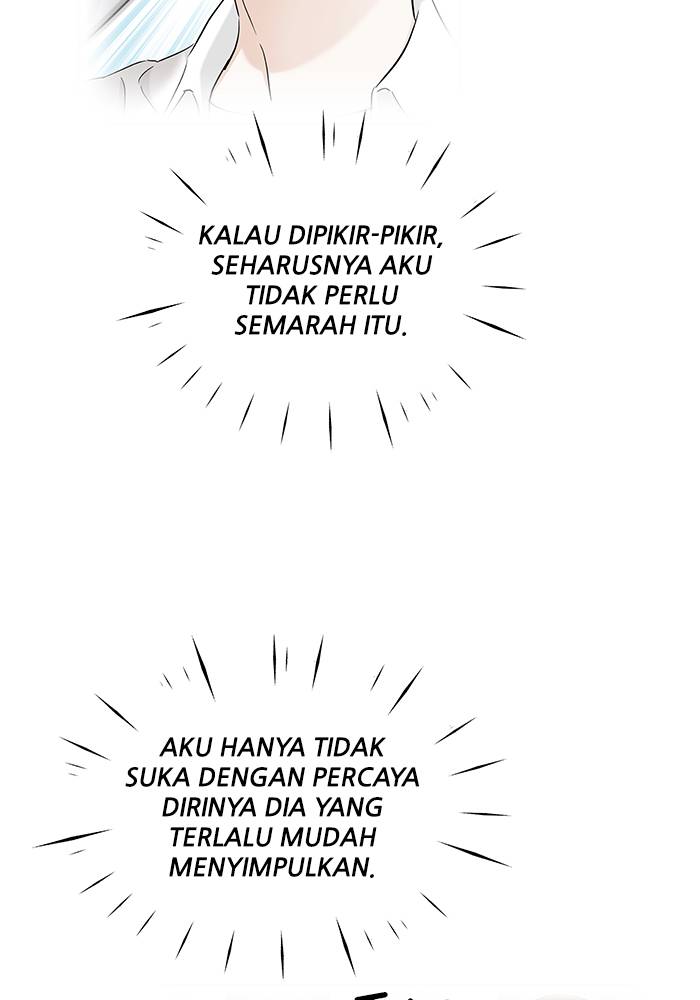 KALAU DIPIKIR-PIKIR,
SEHARUSNYA AKU
TIDAK PERLU
SEMARAH ITU.
AKU HANYA TIDAK
SUKA DENGAN PERCAYA
DIRINYA DIA YANG
TERLALU MUDAH
MENYIMPULKAN.